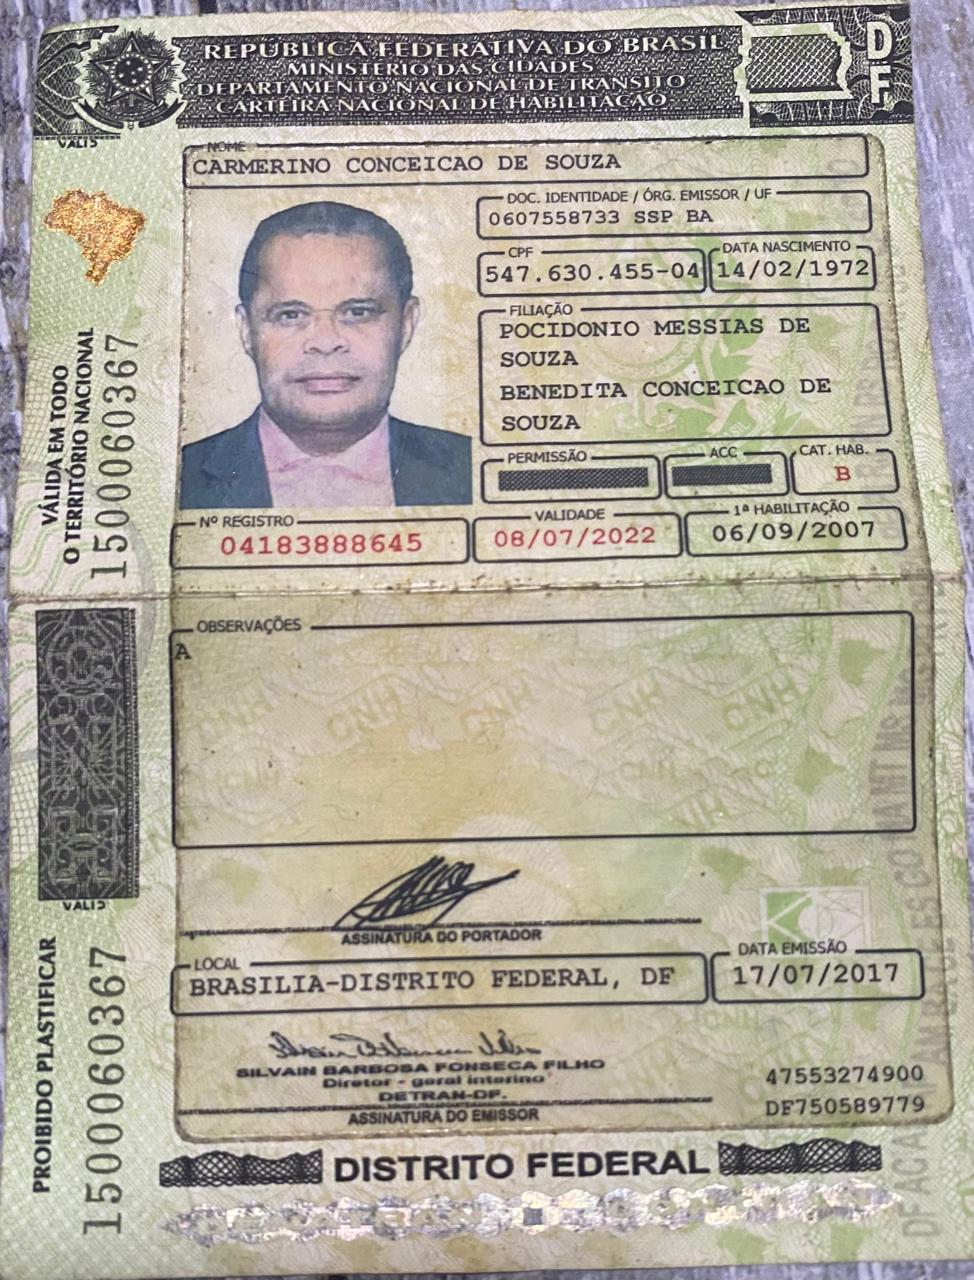 REPÚBLICA FEDERATIVA DO BRASIL
MINISTÉRIO DAS CIDADES
DEPARTAMENTO NACIONAL DE TRÂNSITO
CARTEIRA NACIONAL DE HABILITAÇÃO
DF
VALID
NOME
CARMERINO CONCEICAO DE SOUZA
DOC. IDENTIDADE / ÓRG. EMISSOR / UF
0607558733 SSP BA
CPF
547.630.455-04
DATA NASCIMENTO
14/02/1972
FILIAÇÃO
POCIDONIO MESSIAS DE
SOUZA
BENEDITA CONCEICAO DE
SOUZA
PERMISSÃO
ACC
CAT. HAB.
B
Nº REGISTRO
04183888645
VALIDADE
08/07/2022
1ª HABILITAÇÃO
06/09/2007
VÁLIDA EM TODO
O TERRITÓRIO NACIONAL
1500060367
OBSERVAÇÕES
A
VALID
ASSINATURA DO PORTADOR
LOCAL
BRASILIA-DISTRITO FEDERAL, DF
DATA EMISSÃO
17/07/2017
SILVAIN BARBOSA FONSECA FILHO
Diretor - geral interino
DETRAN-DF.
ASSINATURA DO EMISSOR
47553274900
DF750589779
PROIBIDO PLASTIFICAR
1500060367
DISTRITO FEDERAL